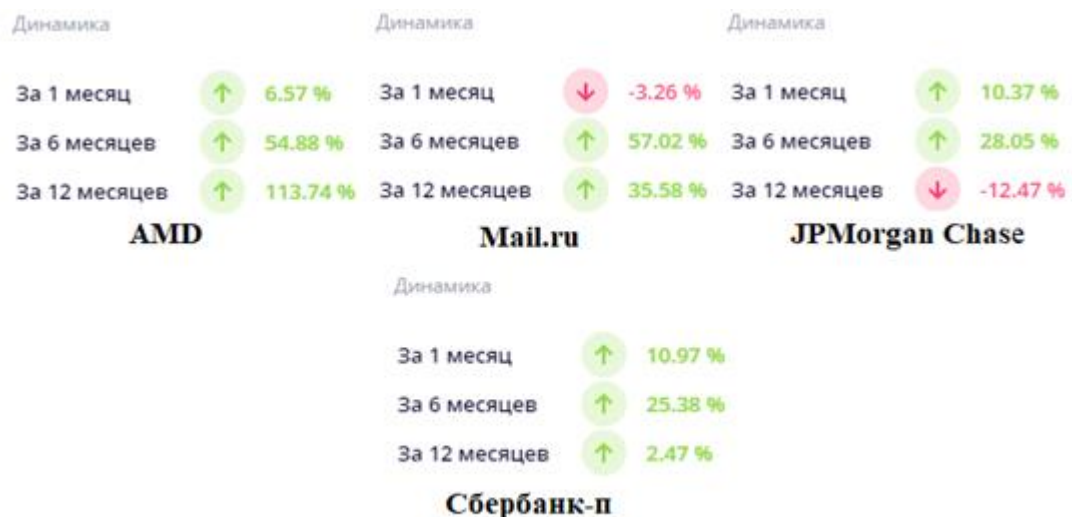 Динамика
За 1 месяц 6.57 %
За 6 месяцев 54.88 %
За 12 месяцев 113.74 %
AMD
Динамика
За 1 месяц -3.26 %
За 6 месяцев 57.02 %
За 12 месяцев 35.58 %
Mail.ru
Динамика
За 1 месяц 10.37 %
За 6 месяцев 28.05 %
За 12 месяцев -12.47 %
JPMorgan Chase
Динамика
За 1 месяц 10.97 %
За 6 месяцев 25.38 %
За 12 месяцев 2.47 %
Сбербанк-п